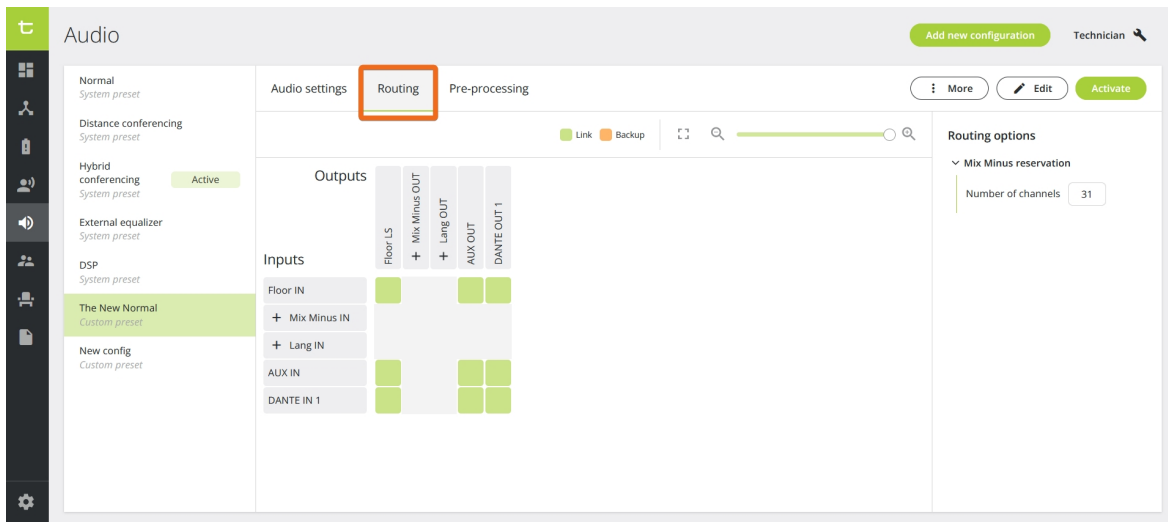 t
Audio
Add new configuration
Technician
Normal
System preset
Distance conferencing
System preset
Hybrid
conferencing
Active
System preset
External equalizer
System preset
DSP
System preset
The New Normal
Custom preset
New config
Custom preset
Audio settings Routing Pre-processing
More Edit Activate
Link Backup
Outputs
Floor LS
+ Mix Minus OUT
+ Lang OUT
AUX OUT
DANTE OUT 1
Inputs
Floor IN
+ Mix Minus IN
+ Lang IN
AUX IN
DANTE IN 1
Routing options
Mix Minus reservation
Number of channels 31